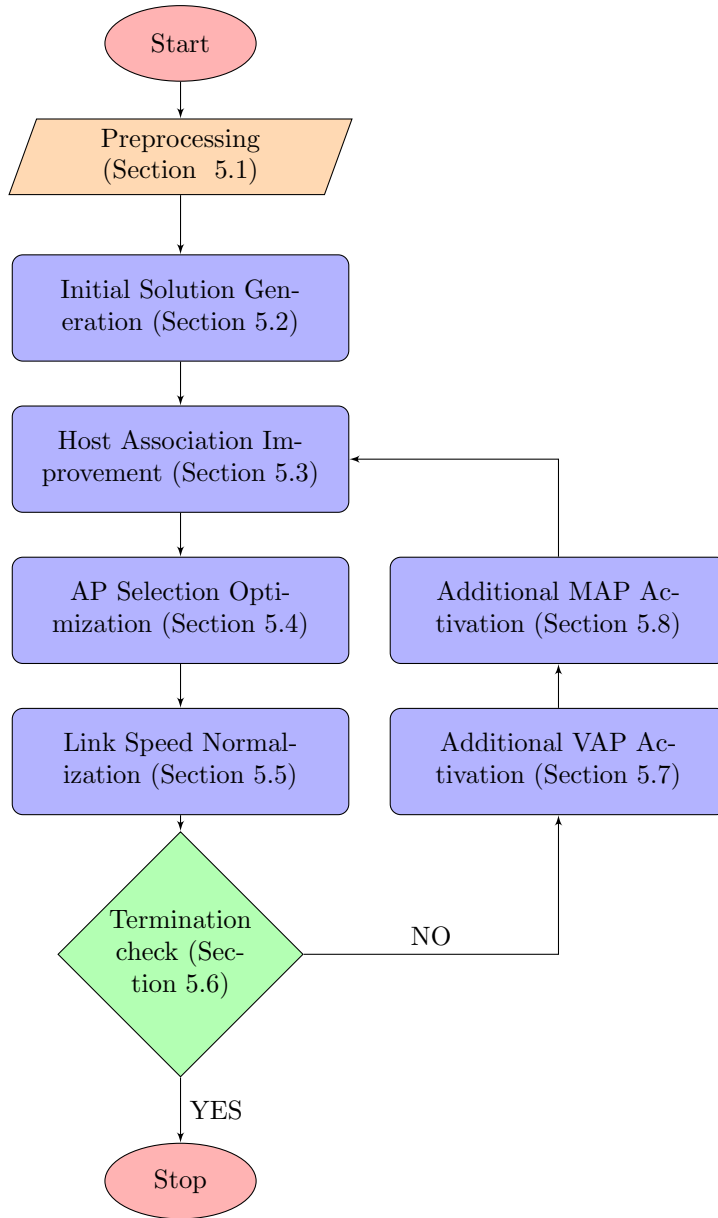 Start
Preprocessing
(Section 5.1)
Initial Solution Gen-
eration (Section 5.2)
Host Association Im-
provement (Section 5.3)
AP Selection Opti-
mization (Section 5.4)
Additional MAP Ac-
tivation (Section 5.8)
Link Speed Normal-
ization (Section 5.5)
Additional VAP Ac-
tivation (Section 5.7)
Termination
check (Sec-
tion 5.6)
NO
YES
Stop